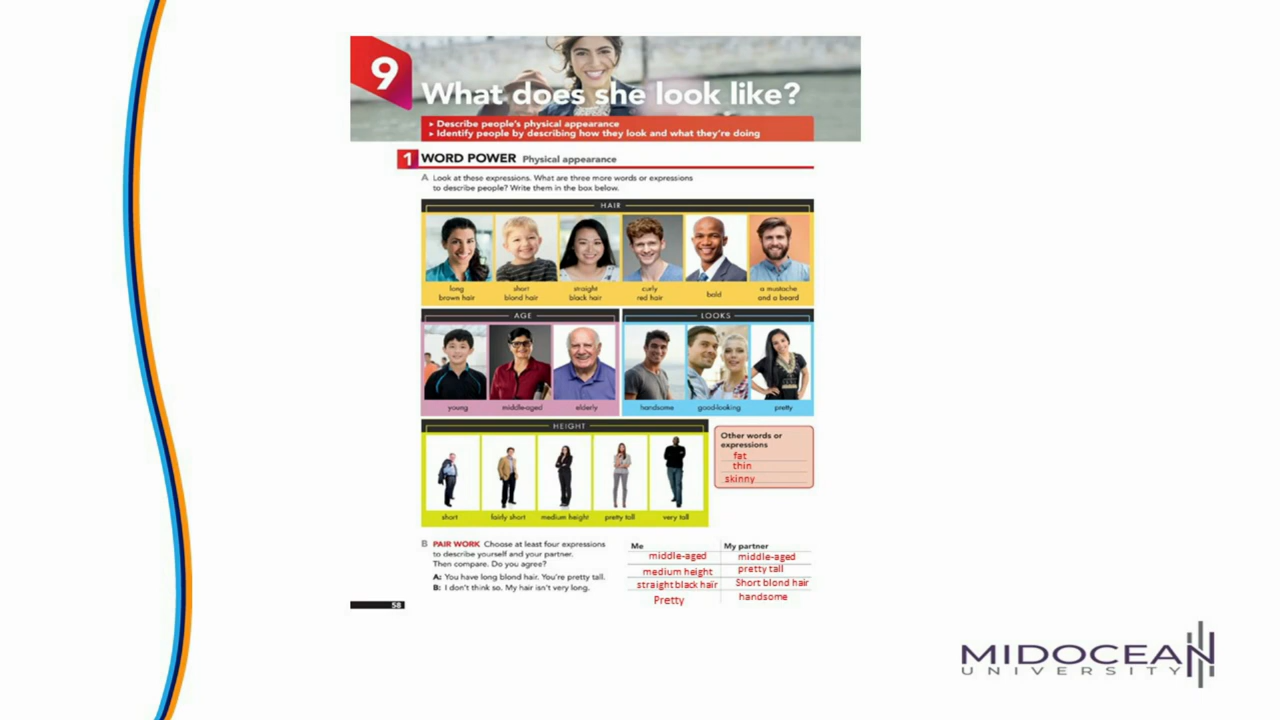 9
What does she look like?
▸ Describe people's physical appearance
▸ Identify people by describing how they look and what they're doing
1 WORD POWER Physical appearance
A Look at these expressions. What are three more words or expressions
to describe people? Write them in the box below.
HAIR
long
brown hair
short
blond hair
straight
black hair
curly
red hair
bald
a mustache
and a beard
AGE
young
middle-aged
elderly
LOOKS
handsome
good-looking
pretty
HEIGHT
short
fairly short
medium height
pretty tall
very tall
Other words or
expressions
fat
thin
skinny
B PAIR WORK Choose at least four expressions
to describe yourself and your partner.
Then compare. Do you agree?
A: You have long blond hair. You're pretty tall.
B: I don't think so. My hair isn't very long.
Me My partner
middle-aged middle-aged
medium height pretty tall
straight black hair Short blond hair
Pretty handsome
58
MIDOCEAN
UNIVERSITY